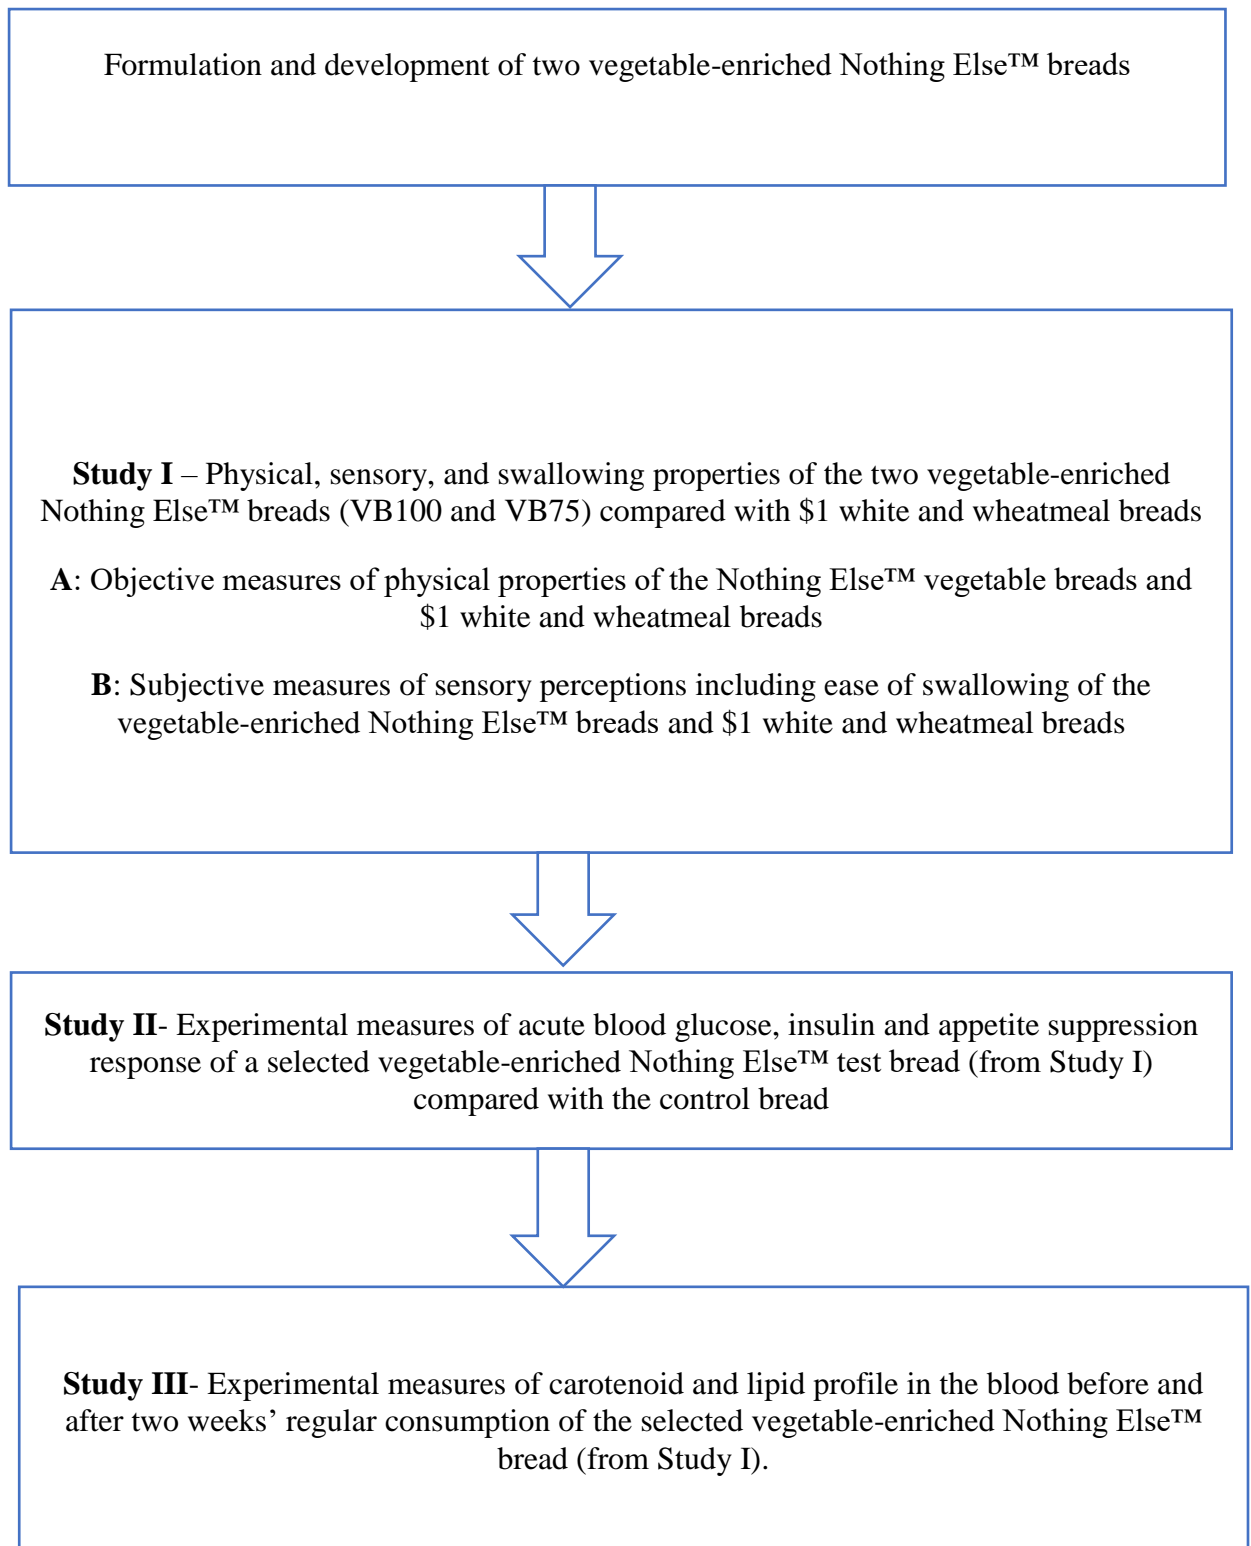 Formulation and development of two vegetable-enriched Nothing Else™ breads
Study I – Physical, sensory, and swallowing properties of the two vegetable-enriched
Nothing Else™ breads (VB100 and VB75) compared with $1 white and wheatmeal breads
A: Objective measures of physical properties of the Nothing Else™ vegetable breads and
$1 white and wheatmeal breads
B: Subjective measures of sensory perceptions including ease of swallowing of the
vegetable-enriched Nothing Else™ breads and $1 white and wheatmeal breads
Study II- Experimental measures of acute blood glucose, insulin and appetite suppression
response of a selected vegetable-enriched Nothing Else™ test bread (from Study I)
compared with the control bread
Study III- Experimental measures of carotenoid and lipid profile in the blood before and
after two weeks’ regular consumption of the selected vegetable-enriched Nothing Else™
bread (from Study I).